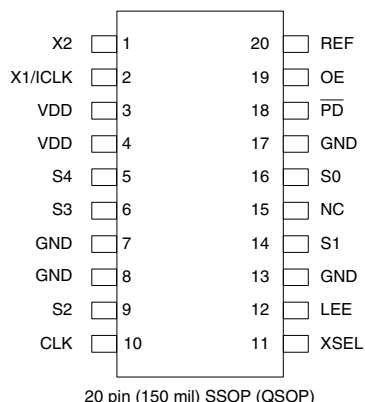 X2 1 20 REF
X1/ICLK 2 19 OE
VDD 3 18 PD
VDD 4 17 GND
S4 5 16 S0
S3 6 15 NC
GND 7 14 S1
GND 8 13 GND
S2 9 12 LEE
CLK 10 11 XSEL
20 pin (150 mil) SSOP (QSOP)